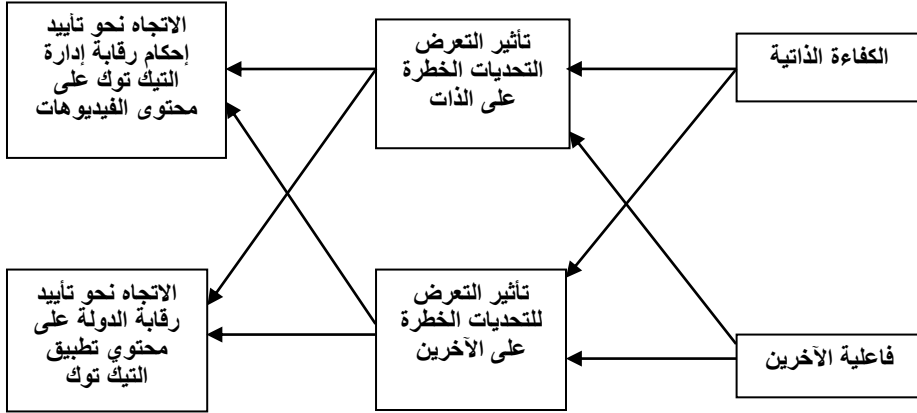 الكفاءة الذاتية
تأثير التعرض
التحديات الخطرة
على الذات
الاتجاه نحو تأييد
إحكام رقابة إدارة
التيك توك على
محتوى الفيديوهات
فاعلية الآخرين
تأثير التعرض
للتحديات الخطرة
على الآخرين
الاتجاه نحو تأييد
رقابة الدولة على
محتوي تطبيق
التيك توك